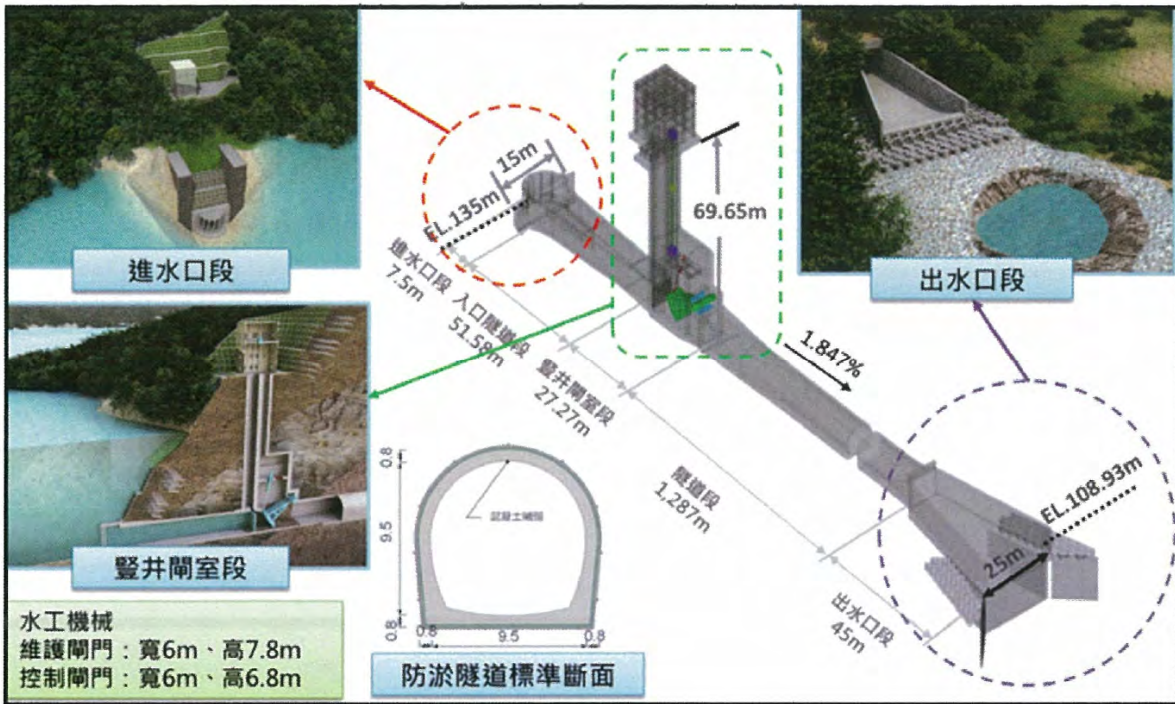 進水口段
豎井閘室段
水工機械
維護閘門：寬6m、高7.8m
控制閘門：寬6m、高6.8m
15m
EL.135m
進水口段
7.5m
入口隧道段
51.58m
豎井閘室段
27.27m
隧道段
1,287m
出水口段
45m
69.65m
1.847%
EL.108.93m
25m
出水口段
0.8
9.5
0.8
0.8
9.5
0.8
混凝土襯砌
防淤隧道標準斷面